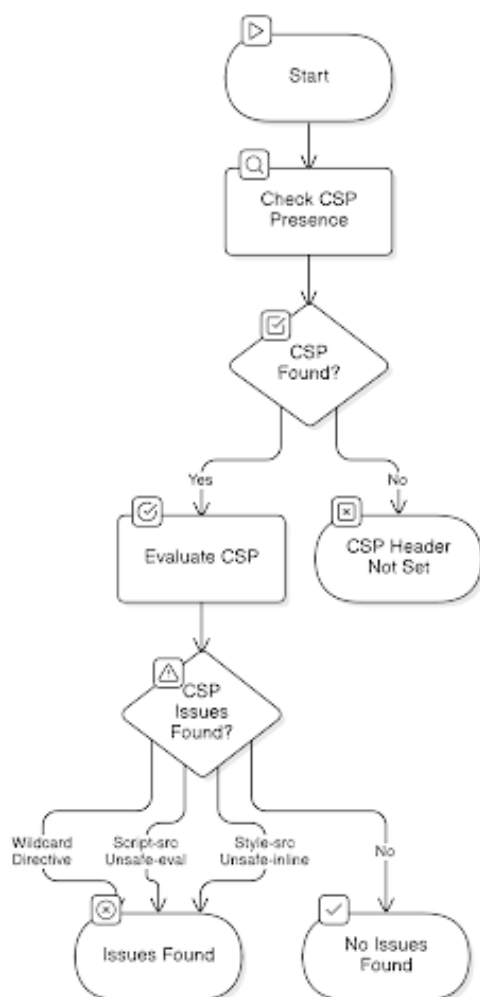 Start
Check CSP
Presence
CSP
Found?
Yes
No
Evaluate CSP
CSP Header
Not Set
CSP
Issues
Found?
Wildcard
Directive
Script-src
Unsafe-eval
Style-src
Unsafe-inline
No
Issues Found
No Issues
Found